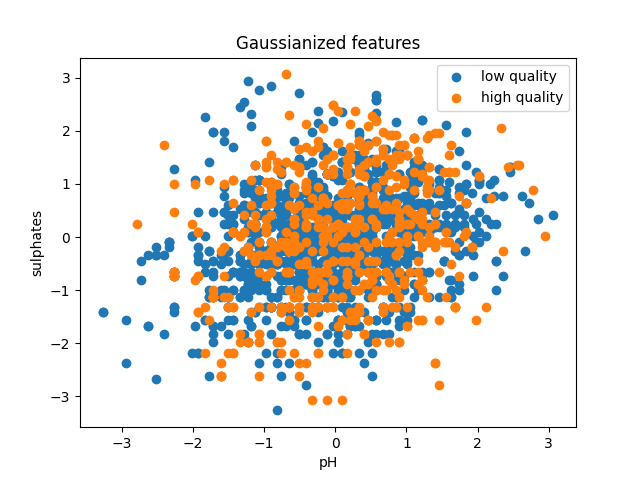 Gaussianized features
low quality
high quality
3
2
1
0
−1
−2
−3
sulphates
−3
−2
−1
0
1
2
3
pH